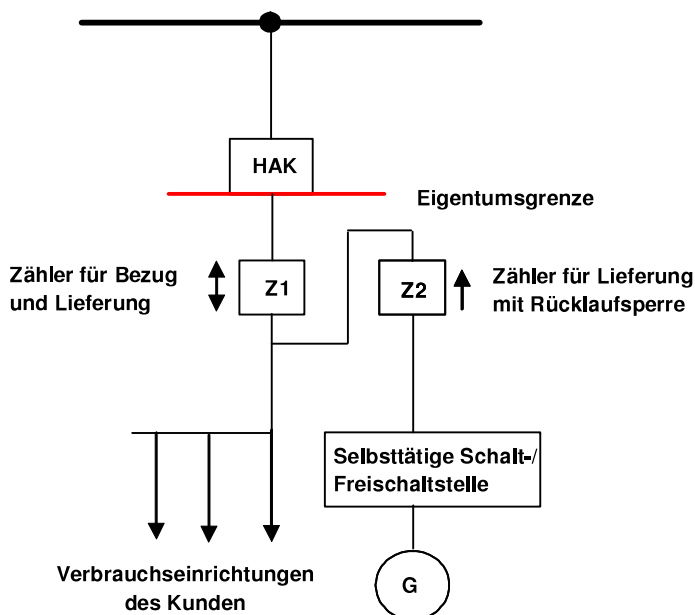 HAK
Eigentumsgrenze
Zähler für Bezug
und Lieferung
Z1
Z2
Zähler für Lieferung
mit Rücklaufsperre
Selbsttätige Schalt-/
Freischaltstelle
Verbrauchseinrichtungen
des Kunden
G